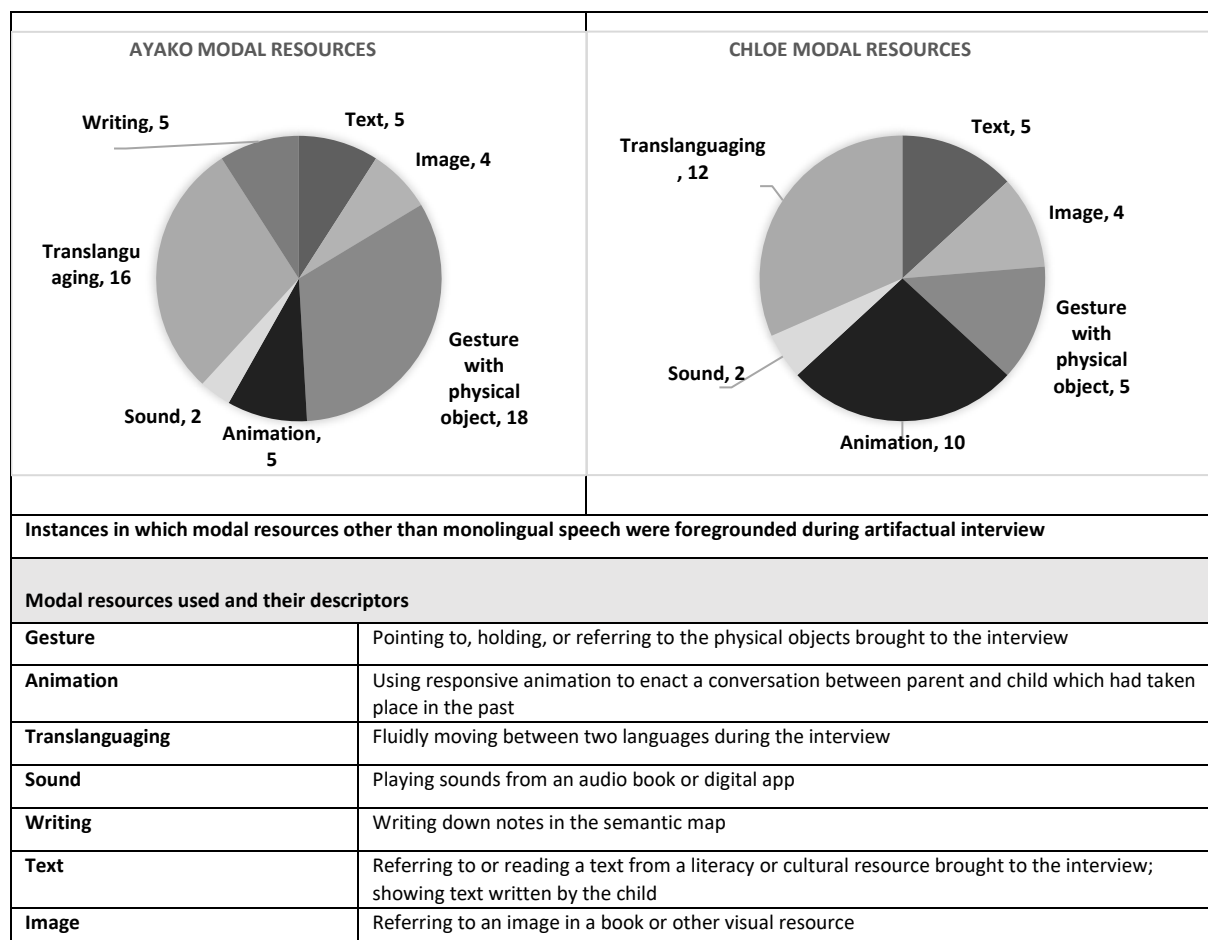 AYAKO MODAL RESOURCES
Writing, 5
Text, 5
Image, 4
Translangu
aging, 16
Gesture
with
physical
object, 18
Sound, 2
Animation,
5
CHLOE MODAL RESOURCES
Translanguaging
, 12
Text, 5
Image, 4
Gesture
with
physical
object, 5
Sound, 2
Animation, 10
Instances in which modal resources other than monolingual speech were foregrounded during artifactual interview
Modal resources used and their descriptors
Gesture
Pointing to, holding, or referring to the physical objects brought to the interview
Animation
Using responsive animation to enact a conversation between parent and child which had taken
place in the past
Translanguaging
Fluidly moving between two languages during the interview
Sound
Playing sounds from an audio book or digital app
Writing
Writing down notes in the semantic map
Text
Referring to or reading a text from a literacy or cultural resource brought to the interview;
showing text written by the child
Image
Referring to an image in a book or other visual resource